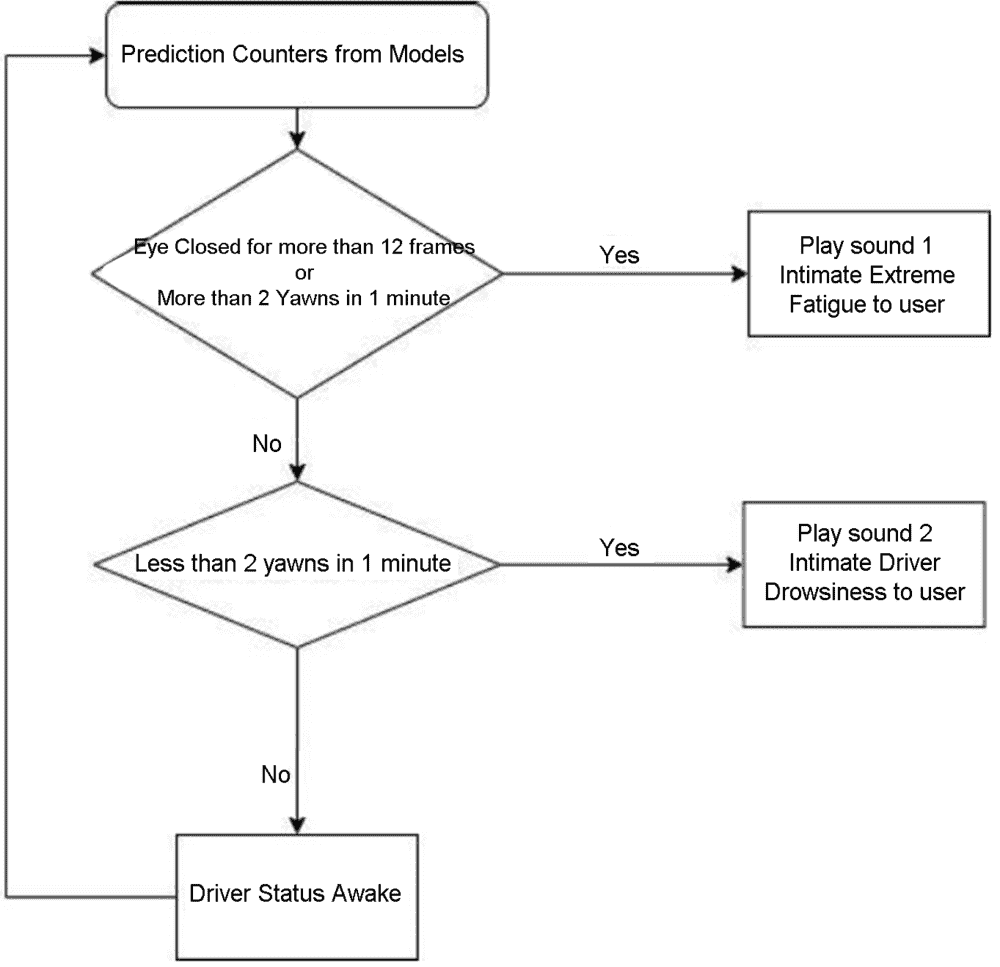 Prediction Counters from Models
Eye Closed for more than 12 frames
or
More than 2 Yawns in 1 minute
Yes
Play sound 1
Intimate Extreme
Fatigue to user
No
Less than 2 yawns in 1 minute
Yes
Play sound 2
Intimate Driver
Drowsiness to user
No
Driver Status Awake